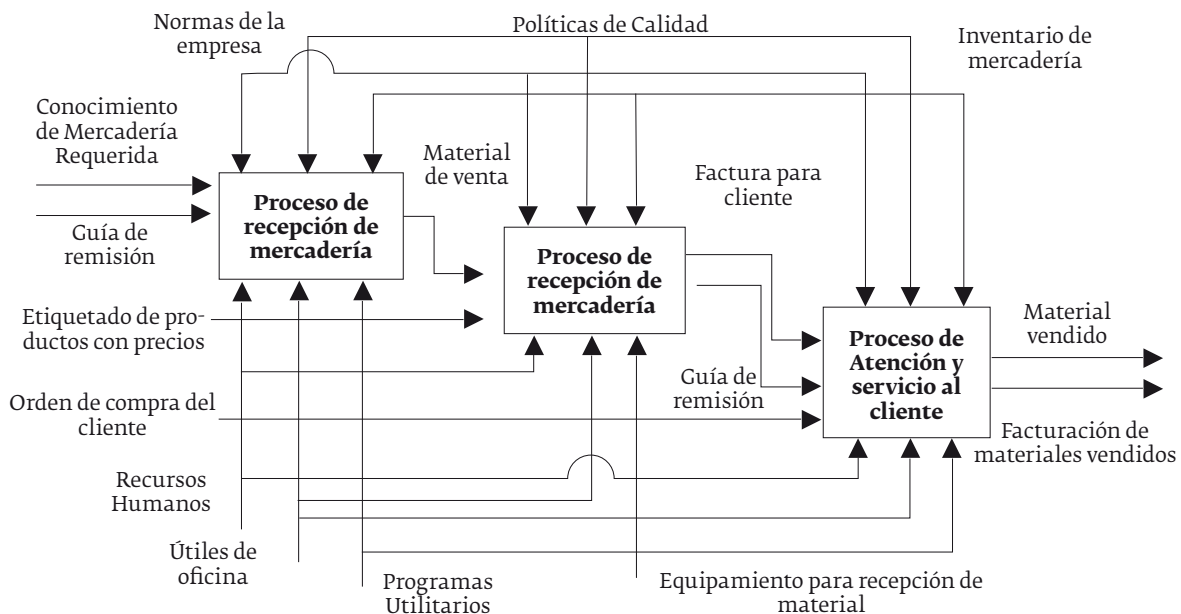 Normas de la
empresa
Políticas de Calidad
Inventario de
mercadería
Conocimiento
de Mercadería
Requerida
Material
de venta
Factura para
cliente
Proceso de
recepción de
mercadería
Guía de
remisión
Proceso de
recepción de
mercadería
Etiquetado de pro-
ductos con precios
Material
vendido
Proceso de
Atención y
servicio al
cliente
Guía de
remisión
Orden de compra del
cliente
Facturación de
materiales vendidos
Recursos
Humanos
Útiles de
oficina
Programas
Utilitarios
Equipamiento para recepción de
material